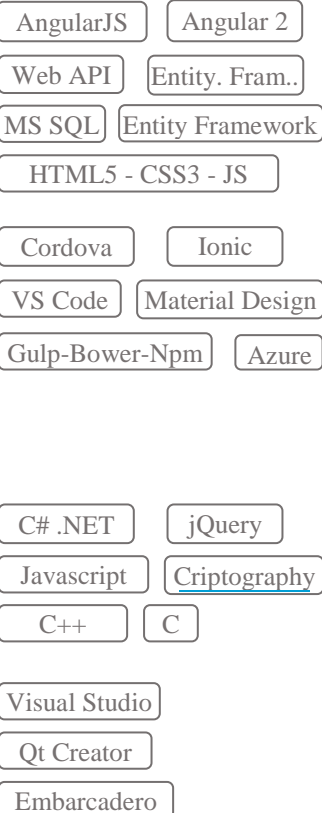 AngularJS Angular 2
Web API Entity. Fram..
MS SQL Entity Framework
HTML5 - CSS3 - JS
Cordova Ionic
VS Code Material Design
Gulp-Bower-Npm Azure
C# .NET jQuery
Javascript Criptography
C++ C
Visual Studio
Qt Creator
Embarcadero